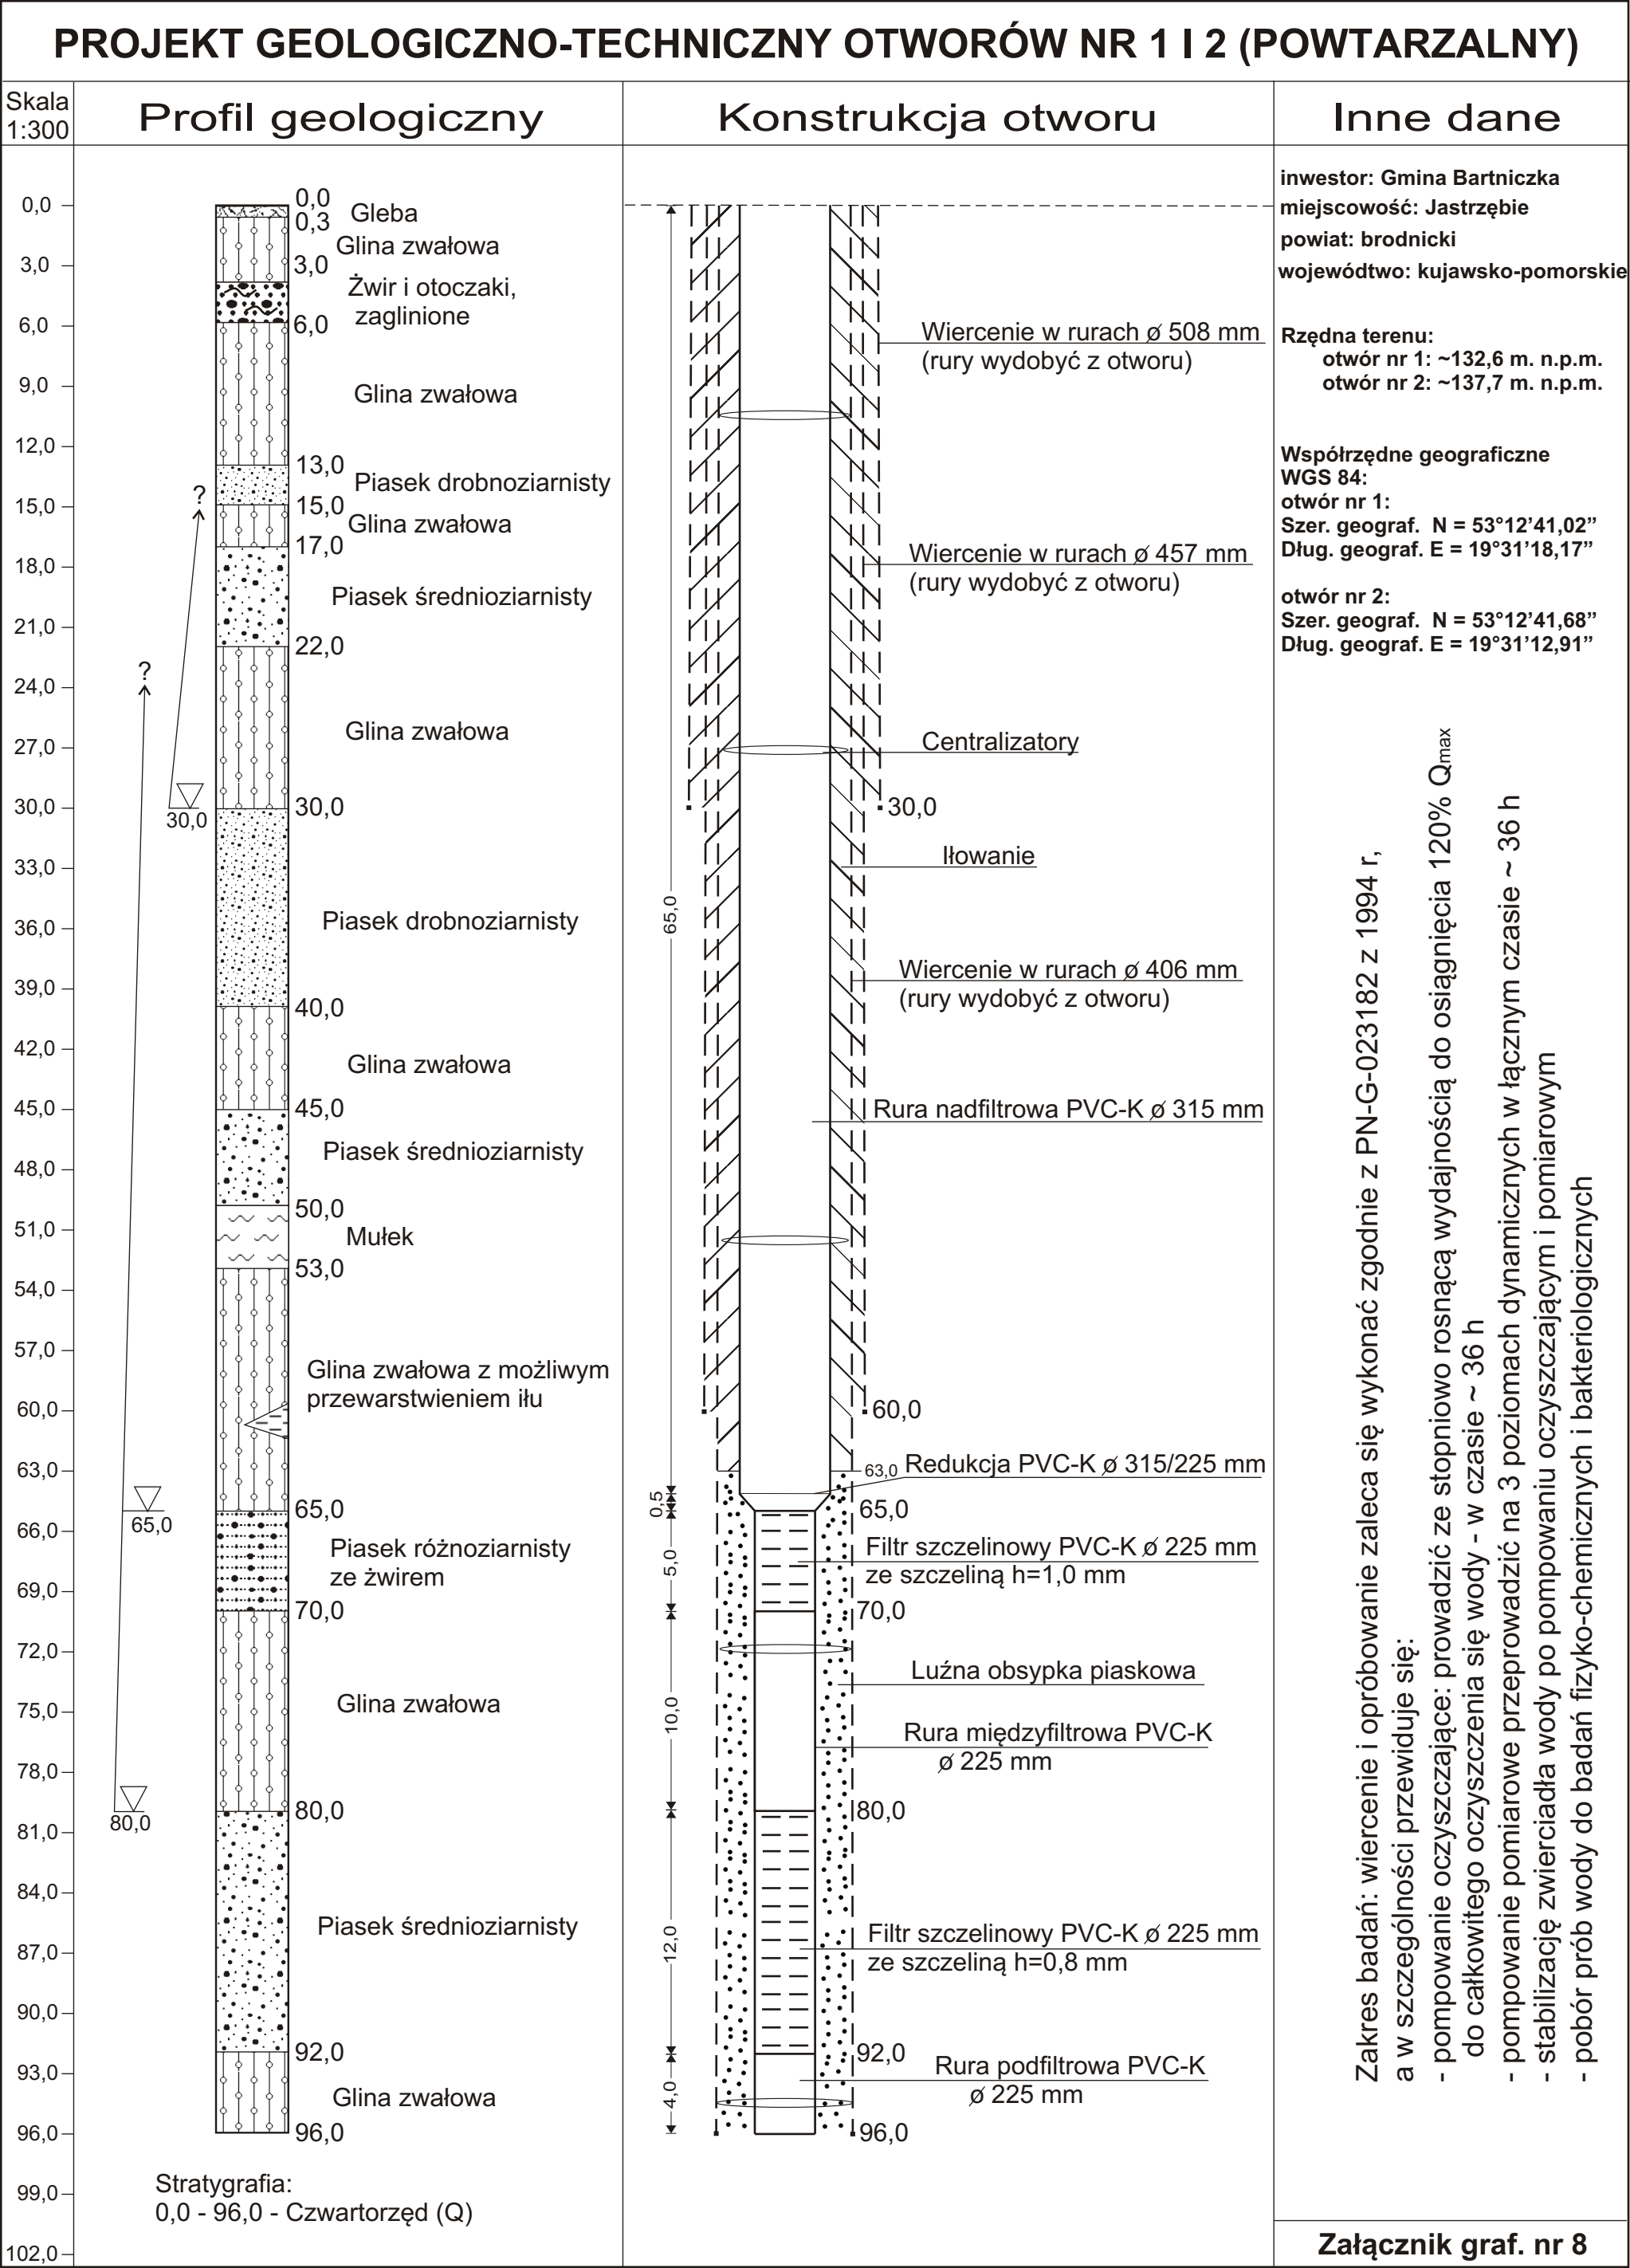 PROJEKT GEOLOGICZNO-TECHNICZNY OTWORÓW NR 1 I 2 (POWTARZALNY)
Skala
1:300
Profil geologiczny
Konstrukcja otworu
Inne dane
0,0
3,0
6,0
9,0
12,0
15,0
18,0
21,0
24,0
27,0
30,0
33,0
36,0
39,0
42,0
45,0
48,0
51,0
54,0
57,0
60,0
63,0
66,0
69,0
72,0
75,0
78,0
81,0
84,0
87,0
90,0
93,0
96,0
99,0
102,0
?
?
30,0
65,0
80,0
0,0
Gleba
0,3
Glina zwałowa
3,0
Żwir i otoczaki,
zaglinione
6,0
Glina zwałowa
13,0
Piasek drobnoziarnisty
15,0
Glina zwałowa
17,0
Piasek średnioziarnisty
22,0
Glina zwałowa
30,0
Piasek drobnoziarnisty
40,0
Glina zwałowa
45,0
Piasek średnioziarnisty
50,0
Mułek
53,0
Glina zwałowa z możliwym
przewarstwieniem iłu
65,0
Piasek różnoziarnisty
ze żwirem
70,0
Glina zwałowa
80,0
Piasek średnioziarnisty
92,0
Glina zwałowa
96,0
Stratygrafia:
0,0 - 96,0 - Czwartorzęd (Q)
65,0
0,5
5,0
10,0
12,0
4,0
Wiercenie w rurach ø 508 mm
(rury wydobyć z otworu)
Wiercenie w rurach ø 457 mm
(rury wydobyć z otworu)
Centralizatory
30,0
Iłowanie
Wiercenie w rurach ø 406 mm
(rury wydobyć z otworu)
Rura nadfiltrowa PVC-K ø 315 mm
60,0
63,0
Redukcja PVC-K ø 315/225 mm
65,0
Filtr szczelinowy PVC-K ø 225 mm
ze szczeliną h=1,0 mm
70,0
Luźna obsypka piaskowa
Rura międzyfiltrowa PVC-K
ø 225 mm
80,0
Filtr szczelinowy PVC-K ø 225 mm
ze szczeliną h=0,8 mm
92,0
Rura podfiltrowa PVC-K
ø 225 mm
96,0
inwestor: Gmina Bartniczka
miejscowość: Jastrzębie
powiat: brodnicki
wojewódtwo: kujawsko-pomorskie
Rzędna terenu:
otwór nr 1: ~132,6 m. n.p.m.
otwór nr 2: ~137,7 m. n.p.m.
Współrzędne geograficzne
WGS 84:
otwór nr 1:
Szer. geograf. N = 53°12'41,02”
Dług. geograf. E = 19°31'18,17”
otwór nr 2:
Szer. geograf. N = 53°12'41,68”
Dług. geograf. E = 19°31'12,91”
Zakres badań: wiercenie i opróbowanie zaleca się wykonać zgodnie z PN-G-023182 z 1994 r,
a w szczególności przewiduje się:
- pompowanie oczyszczające: prowadzić ze stopniowo rosnącą wydajnością do osiągnięcia 120% Qmax
do całkowitego oczyszczenia się wody - w czasie ~ 36 h
- pompowanie pomiarowe przeprowadzić na 3 poziomach dynamicznych w łącznym czasie ~ 36 h
- stabilizację zwierciadła wody po pompowaniu oczyszczającym i pomiarowym
- pobór prób wody do badań fizyko-chemicznych i bakteriologicznych
Załącznik graf. nr 8